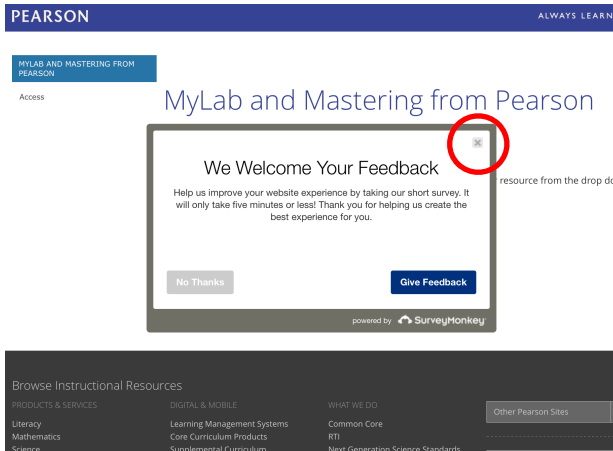 PEARSON
ALWAYS LEARN
MYLAB AND MASTERING FROM
PEARSON
Access
MyLab and Mastering from Pearson
resource from the drop do
We Welcome Your Feedback
Help us improve your website experience by taking our short survey. It
will only take five minutes or less! Thank you for helping us create the
best experience for you.
No Thanks
Give Feedback
powered by SurveyMonkey
Browse Instructional Resources
PRODUCTS & SERVICES
Literacy
Mathematics
Science
DIGITAL & MOBILE
Learning Management Systems
Core Curriculum Products
Supplemental Curriculum
WHAT WE DO
Common Core
RTI
Next Generation Science Standards
Other Pearson Sites